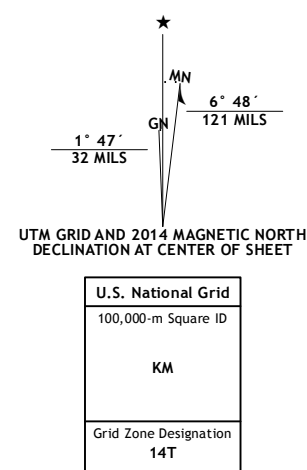 ★
MN
GN
6° 48´
121 MILS
1° 47´
32 MILS
UTM GRID AND 2014 MAGNETIC NORTH
DECLINATION AT CENTER OF SHEET
U.S. National Grid
100,000-m Square ID
KM
Grid Zone Designation
14T